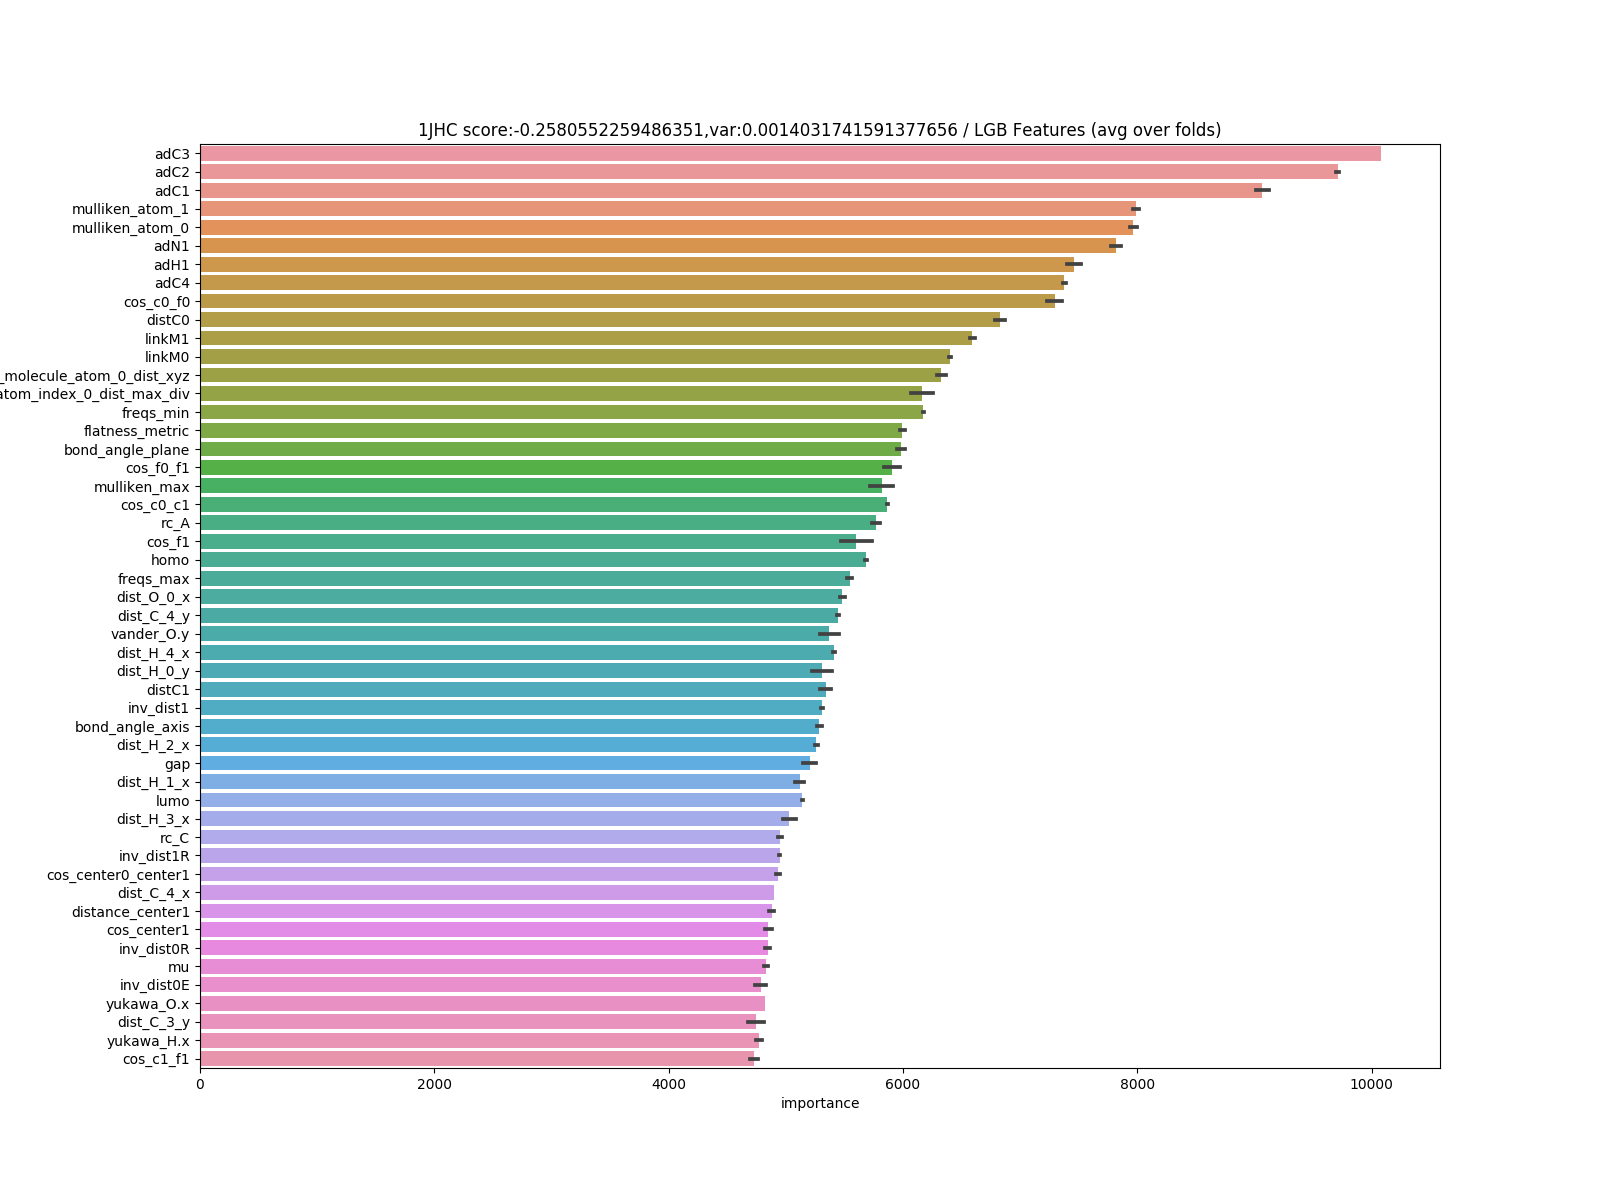 1JHC score:-0.2580552259486351,var:0.0014031741591377656 / LGB Features (avg over folds)
adC3
adC2
adC1
mulliken_atom_1
mulliken_atom_0
adN1
adH1
adC4
cos_c0_f0
distC0
linkM1
linkM0
_molecule_atom_0_dist_xyz
atom_index_0_dist_max_div
freqs_min
flatness_metric
bond_angle_plane
cos_f0_f1
mulliken_max
cos_c0_c1
rc_A
cos_f1
homo
freqs_max
dist_O_0_x
dist_C_4_y
vander_O.y
dist_H_4_x
dist_H_0_y
distC1
inv_dist1
bond_angle_axis
dist_H_2_x
gap
dist_H_1_x
lumo
dist_H_3_x
rc_C
inv_dist1R
cos_center0_center1
dist_C_4_x
distance_center1
cos_center1
inv_dist0R
mu
inv_dist0E
yukawa_O.x
dist_C_3_y
yukawa_H.x
cos_c1_f1
0 2000 4000 6000 8000 10000
importance